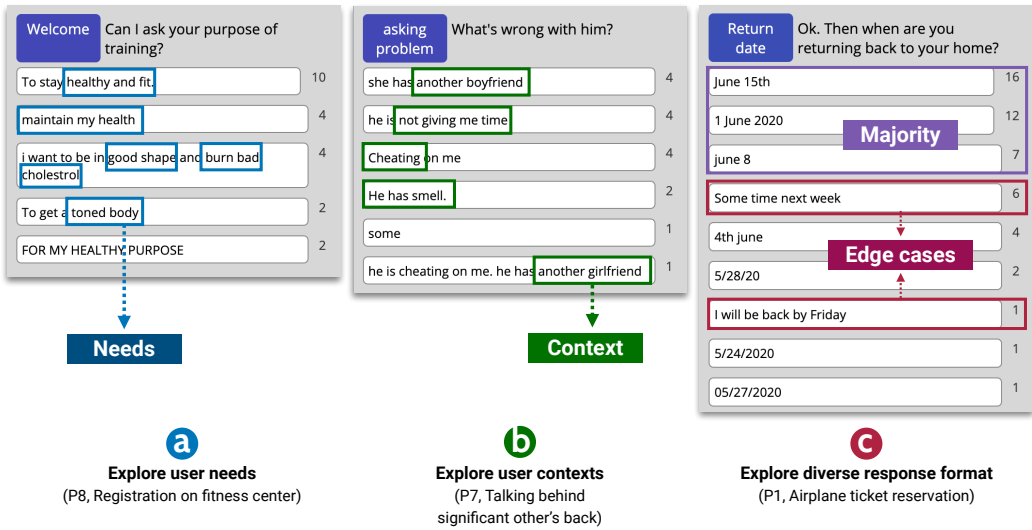 Welcome
Can I ask your purpose of
training?
To stay healthy and fit.
10
maintain my health
4
i want to be in good shape and burn bad
cholestrol
4
To get a toned body
2
FOR MY HEALTHY PURPOSE
2
Needs
asking
problem
What's wrong with him?
she has another boyfriend
4
he is not giving me time
4
Cheating on me
4
He has smell.
2
some
1
he is cheating on me. he has another girlfriend
1
Context
Return
date
Ok. Then when are you
returning back to your home?
June 15th
16
1 June 2020
12
Majority
june 8
7
Some time next week
6
4th june
4
Edge cases
5/28/20
2
I will be back by Friday
1
5/24/2020
1
05/27/2020
1
a
Explore user needs
(P8, Registration on fitness center)
b
Explore user contexts
(P7, Talking behind
significant other's back)
c
Explore diverse response format
(P1, Airplane ticket reservation)